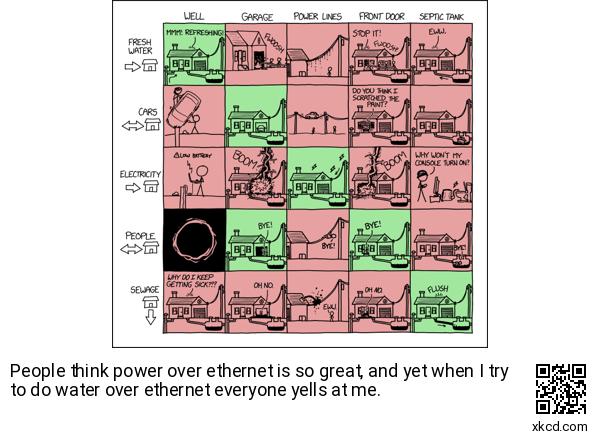 WELL GARAGE POWER LINES FRONT DOOR SEPTIC TANK
FRESH
WATER
MMM! REFRESHING!
FWOOSH
STOP IT!
FWOOSH
EWW.
CARS
DO YOU THINK I
SCRATCHED THE
PAINT?
ELECTRICITY
LOW BATTERY
BOOM!
BOOM!
WHY WON'T MY
CONSOLE TURN ON?
PEOPLE
BYE!
BYE!
BYE!
BYE!
SEWAGE
WHY DO I KEEP
GETTING SICK???
OH NO.
EWW
OH NO.
FLUSH
People think power over ethernet is so great, and yet when I try
to do water over ethernet everyone yells at me.
xkcd.com